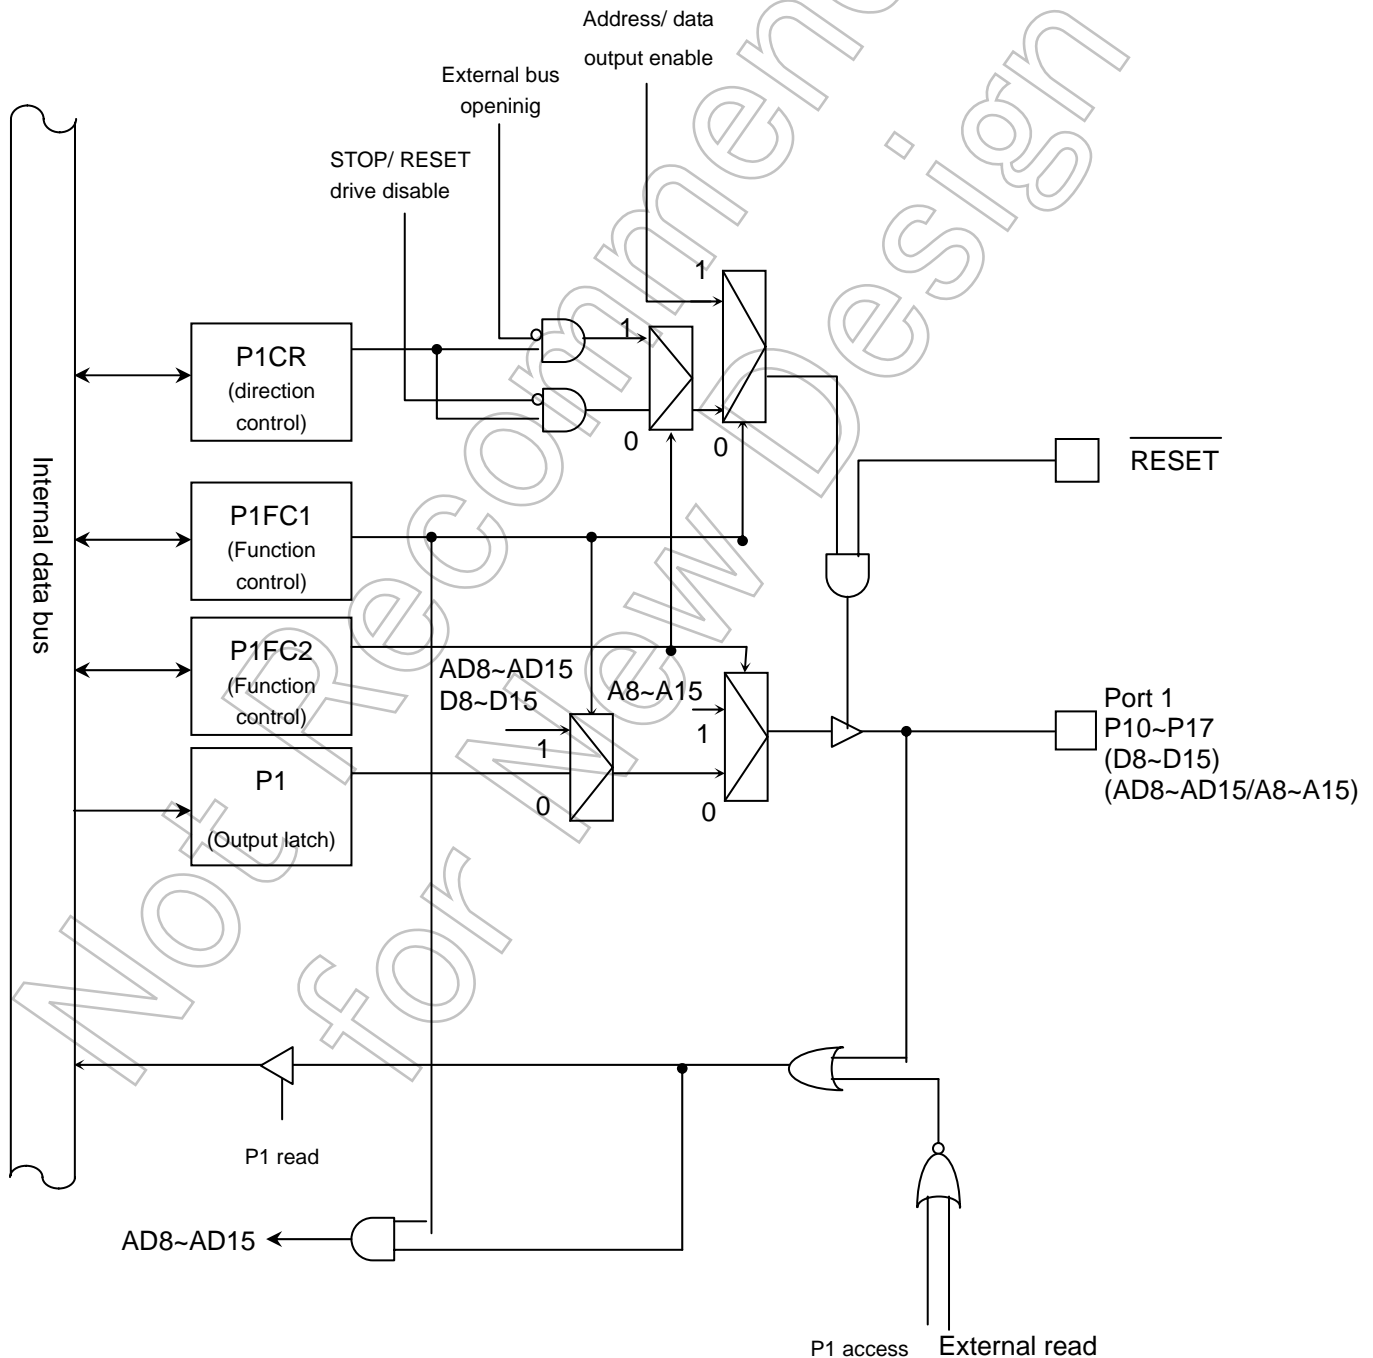 Address/ data
output enable
External bus
openinig
STOP/ RESET
drive disable
1
P1CR
(direction
control)
1
0
0
RESET
Internal data bus
P1FC1
(Function
control)
P1FC2
(Function
control)
AD8~AD15
D8~D15
A8~A15
1
0
1
0
P1
(Output latch)
Port 1
P10~P17
(D8~D15)
(AD8~AD15/A8~A15)
P1 read
AD8~AD15
P1 access
External read
Not Recommen
for New Design